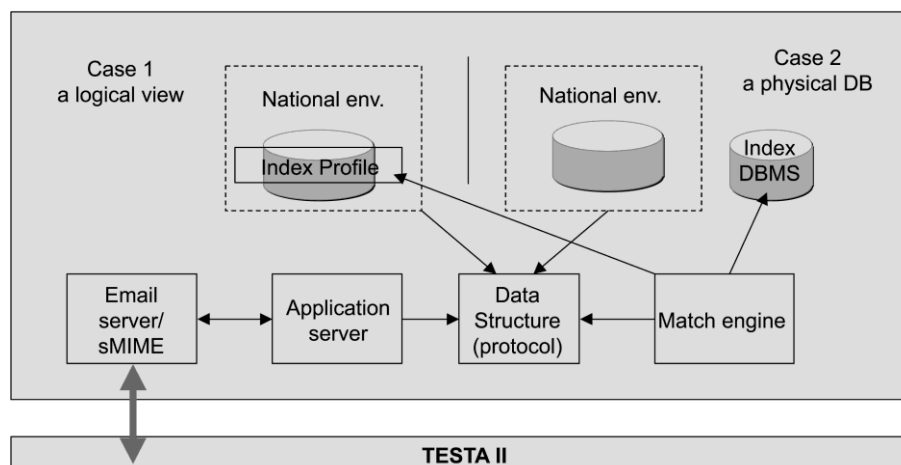 Case 1
a logical view
National env.
Index Profile
National env.
Case 2
a physical DB
Index
DBMS
Email
server/
sMIME
Application
server
Data
Structure
(protocol)
Match engine
TESTA II